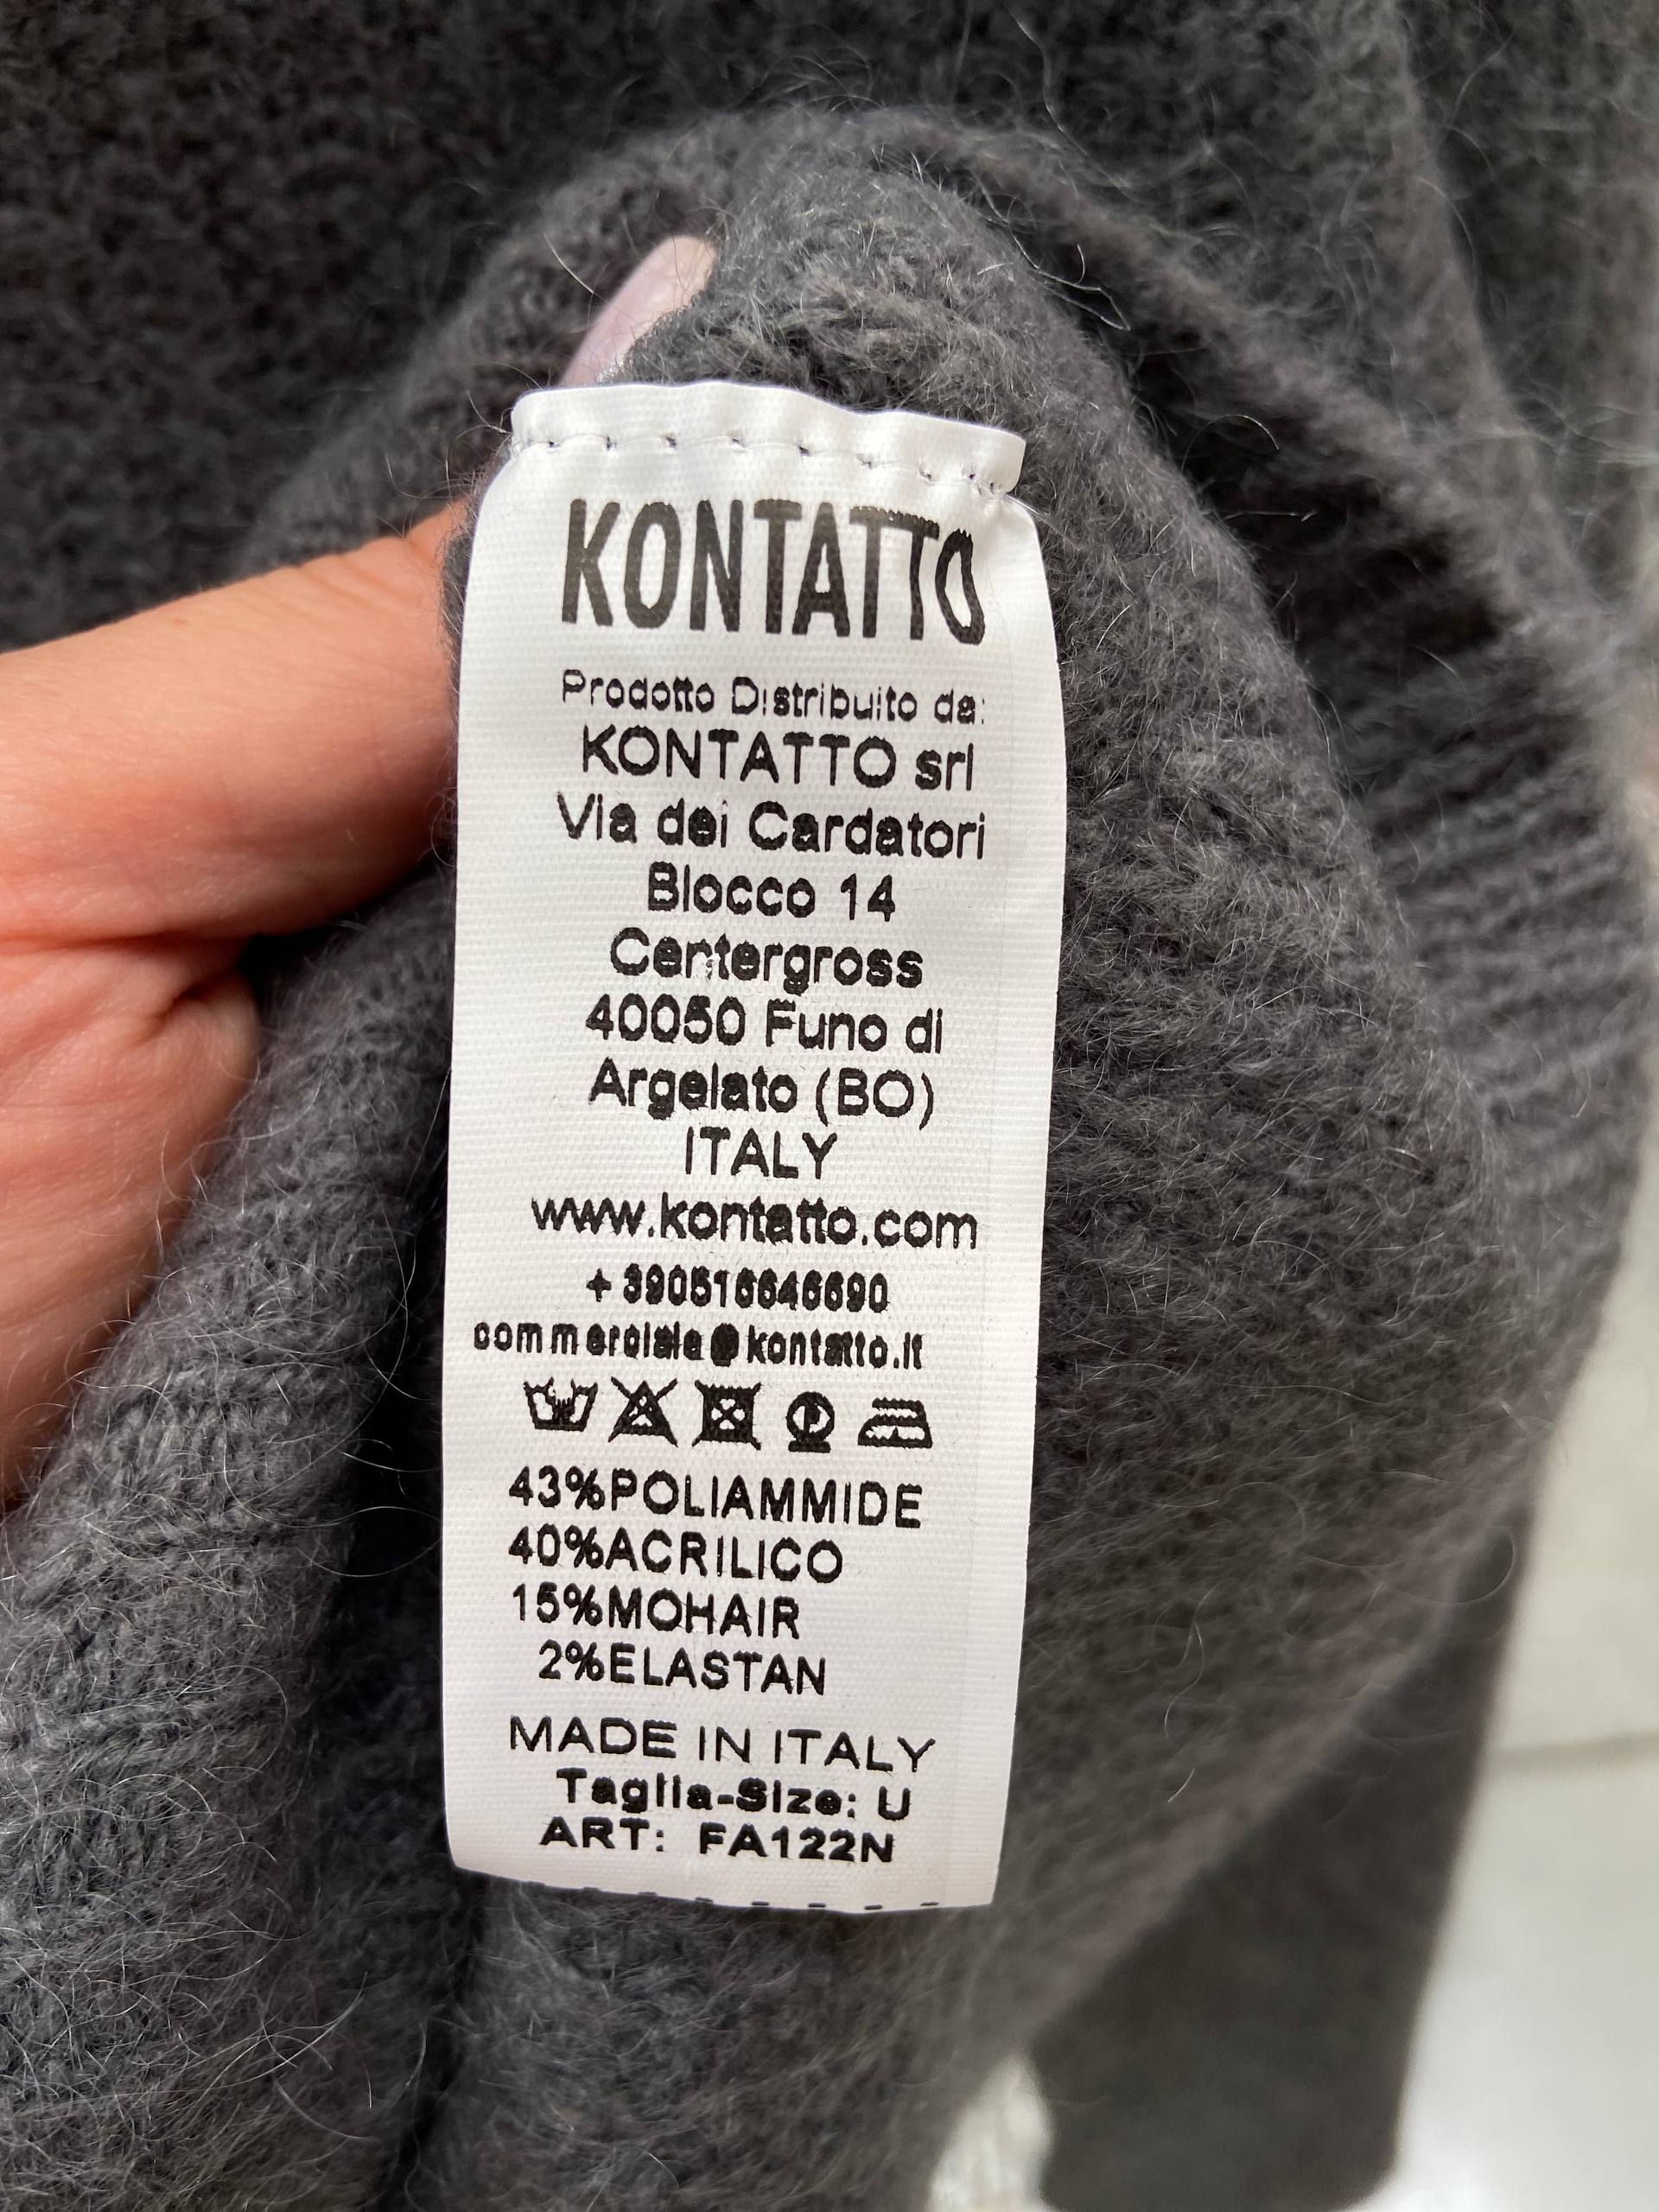 KONTATTO
Prodotto Distribuito da:
KONTATTO srl
Via dei Cardatori
Blocco 14
Centergross
40050 Funo di
Argelato (BO)
ITALY
www.kontatto.com
+390516646690
commerciale@kontatto.it
P
43%POLIAMMIDE
40%ACRILICO
15%MOHAIR
2%ELASTAN
MADE IN ITALY
Taglia-Size: U
ART: FA122N